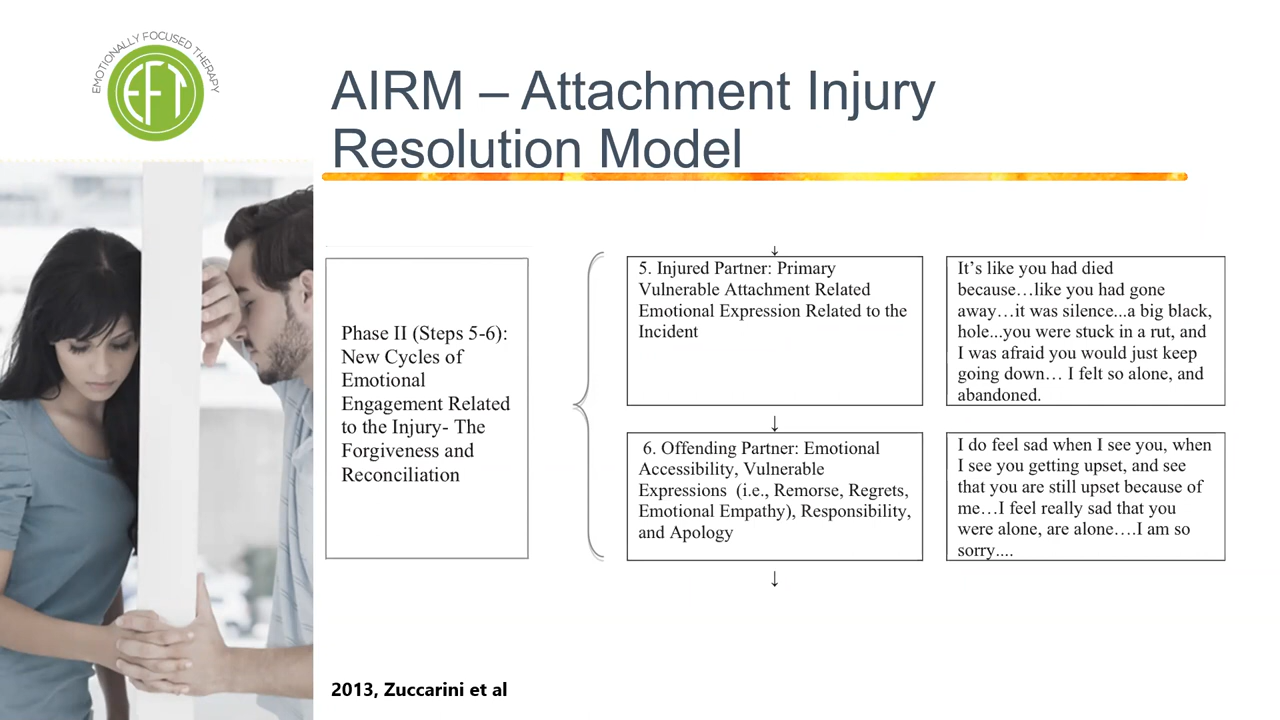 EMOTIONALLY FOCUSED THERAPY
EFT
AIRM – Attachment Injury
Resolution Model
Phase II (Steps 5-6):
New Cycles of
Emotional
Engagement Related
to the Injury- The
Forgiveness and
Reconciliation
↓
5. Injured Partner: Primary
Vulnerable Attachment Related
Emotional Expression Related to the
Incident
It’s like you had died
because…like you had gone
away…it was silence...a big black,
hole...you were stuck in a rut, and
I was afraid you would just keep
going down… I felt so alone, and
abandoned.
↓
6. Offending Partner: Emotional
Accessibility, Vulnerable
Expressions (i.e., Remorse, Regrets,
Emotional Empathy), Responsibility,
and Apology
I do feel sad when I see you, when
I see you getting upset, and see
that you are still upset because of
me…I feel really sad that you
were alone, are alone….I am so
sorry....
↓
2013, Zuccarini et al